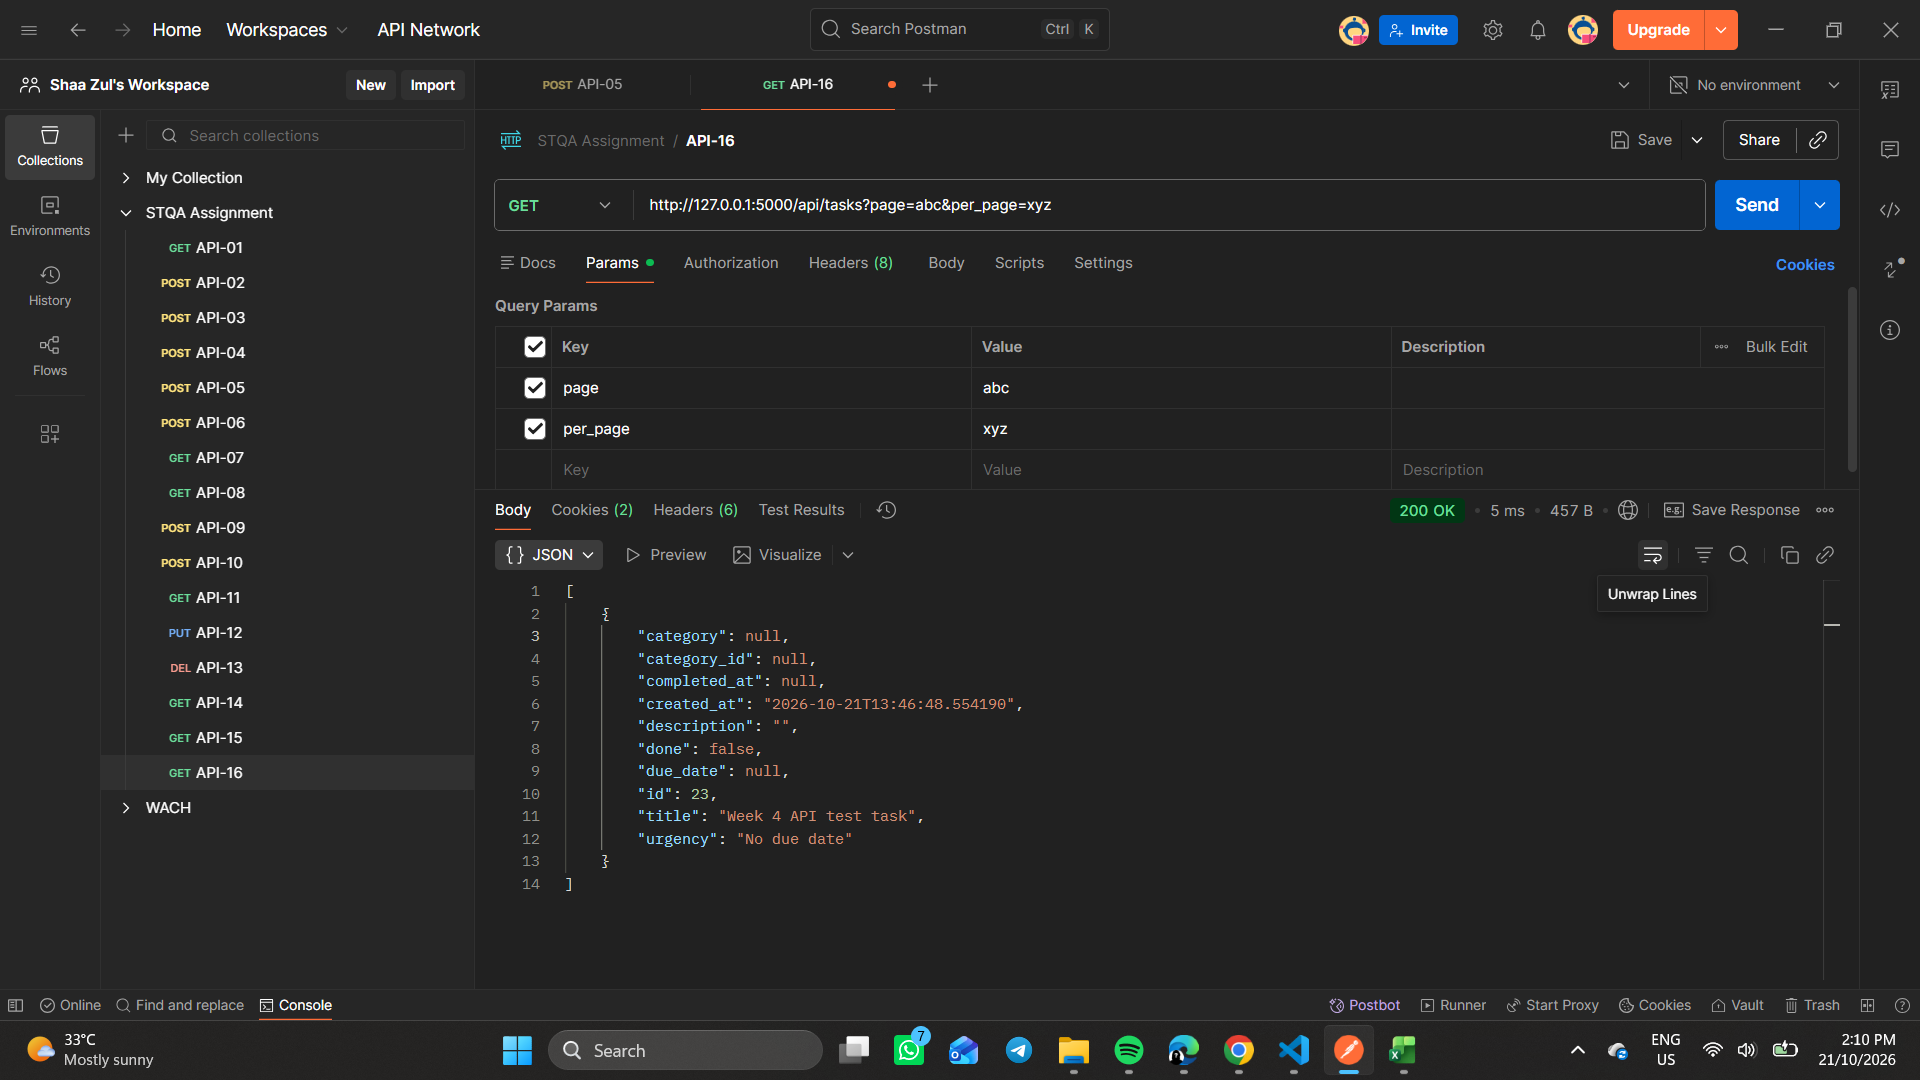 Home
Workspaces
API Network
Search Postman
Ctrl
K
Invite
Upgrade
Shaa Zul's Workspace
New
Import
POST API-05
GET API-16
No environment
Collections
Environments
History
Flows
Search collections
My Collection
STQA Assignment
GET API-01
POST API-02
POST API-03
POST API-04
POST API-05
POST API-06
GET API-07
GET API-08
POST API-09
POST API-10
GET API-11
PUT API-12
DEL API-13
GET API-14
GET API-15
GET API-16
WACH
HTTP
STQA Assignment / API-16
Save
Share
GET
http://127.0.0.1:5000/api/tasks?page=abc&per_page=xyz
Send
Docs
Params
Authorization
Headers (8)
Body
Scripts
Settings
Cookies
Query Params
Key Value Description Bulk Edit
page abc
per_page xyz
Key Value Description
Body
Cookies (2)
Headers (6)
Test Results
200 OK
5 ms
457 B
e.g.
Save Response
{} JSON
Preview
Visualize
Unwrap Lines
1 [
2 {
3 "category": null,
4 "category_id": null,
5 "completed_at": null,
6 "created_at": "2026-10-21T13:46:48.554190",
7 "description": "",
8 "done": false,
9 "due_date": null,
10 "id": 23,
11 "title": "Week 4 API test task",
12 "urgency": "No due date"
13 }
14 ]
Online
Find and replace
Console
Postbot
Runner
Start Proxy
Cookies
Vault
Trash
33°C
Mostly sunny
Search
7
ENG
US
2:10 PM
21/10/2026